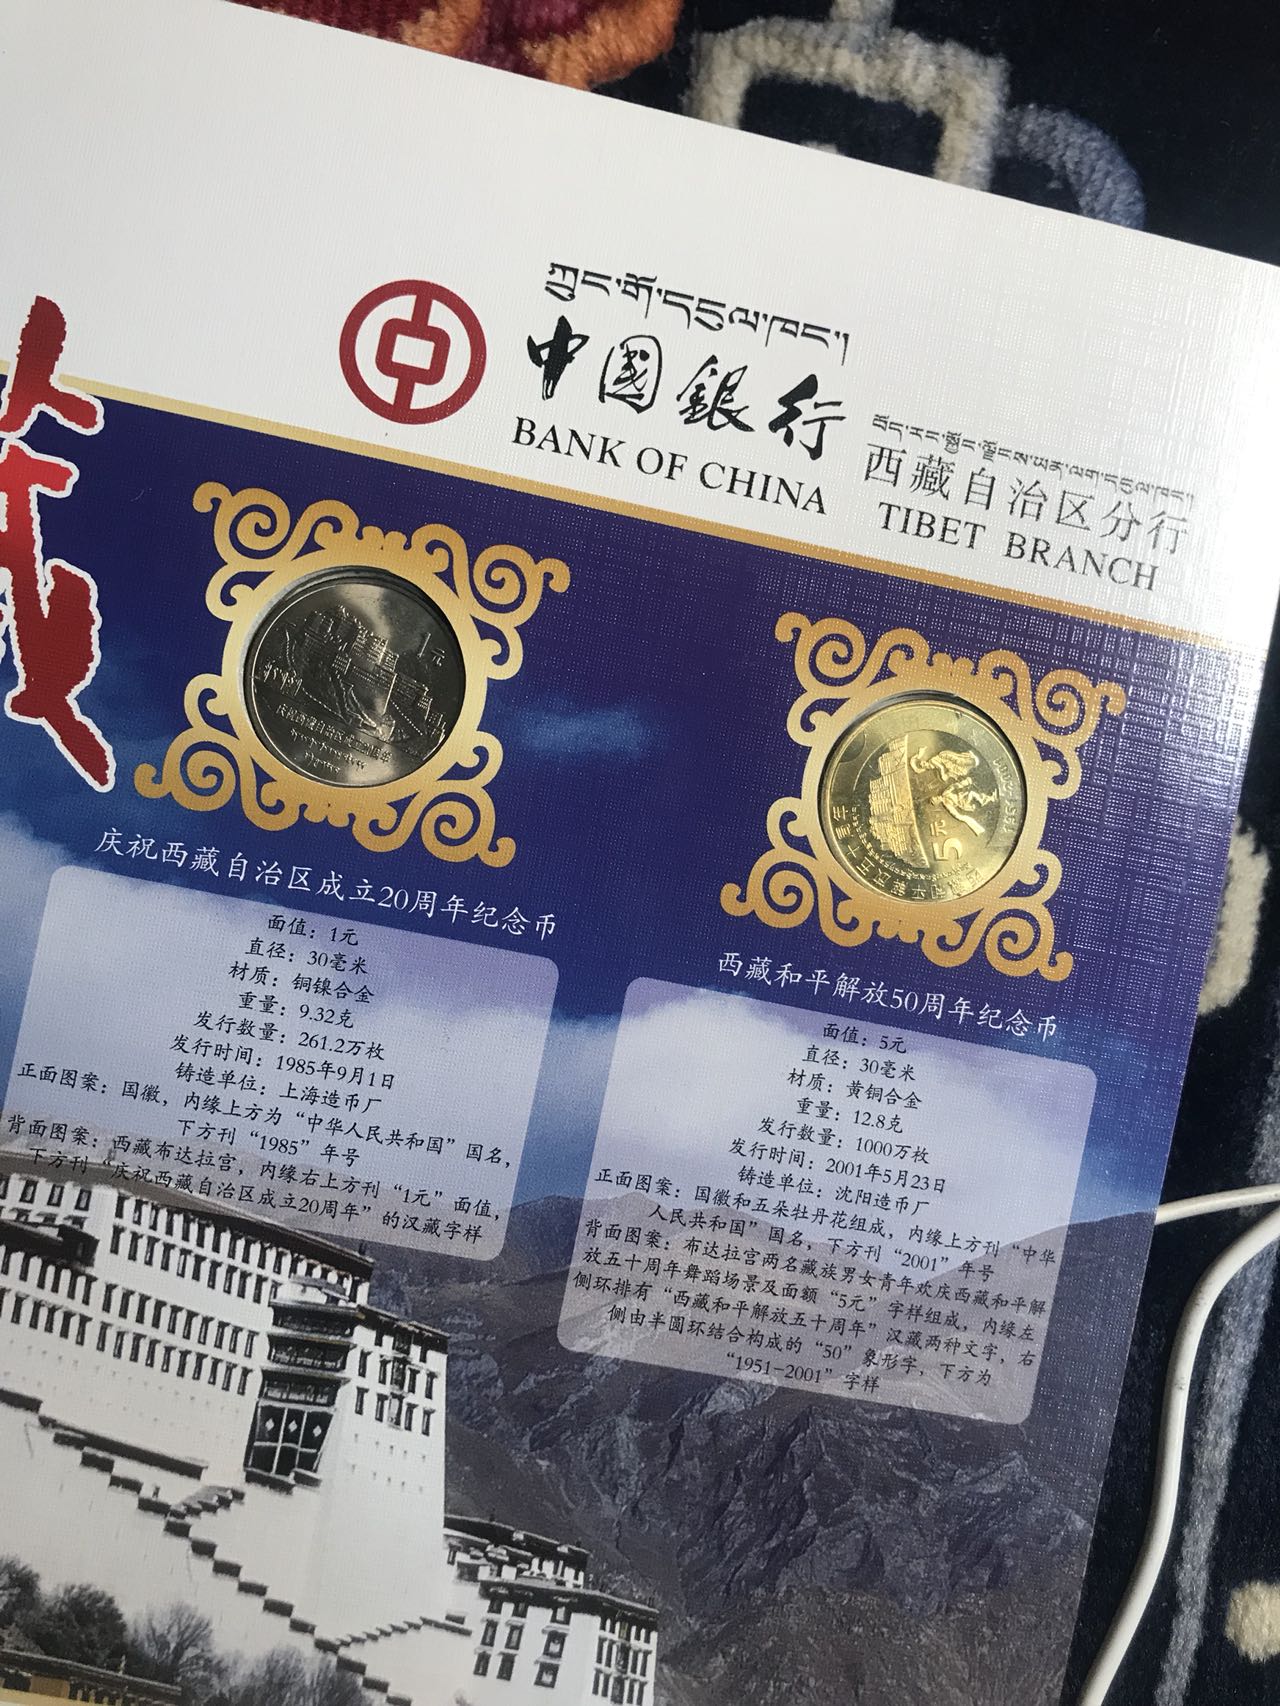 ཀྲུང་གོ་དངུལ་ཁང་།
中国銀行
BANK OF CHINA
西藏自治区分行
TIBET BRANCH
1元
5元
庆祝西藏自治区成立20周年纪念币
面值：1元
直径：30毫米
材质：铜镍合金
重量：9.32克
发行数量：261.2万枚
发行时间：1985年9月1日
铸造单位：上海造币厂
正面图案：国徽，内缘上方为“中华人民共和国”国名，
下方刊“1985”年号
背面图案：西藏布达拉宫，内缘右上方刊“1元”面值，
下方刊“庆祝西藏自治区成立20周年”的汉藏字样
西藏和平解放50周年纪念币
面值：5元
直径：30毫米
材质：黄铜合金
重量：12.8克
发行数量：1000万枚
发行时间：2001年5月23日
铸造单位：沈阳造币厂
正面图案：国徽和五朵牡丹花组成，内缘上方刊“中华
人民共和国”国名，下方刊“2001”年号
背面图案：布达拉宫两名藏族男女青年欢庆西藏和平解
放五十周年舞蹈场景及面额“5元”字样组成，内缘左
侧环排有“西藏和平解放五十周年”汉藏两种文字，右
侧由半圆环结合构成的“50”象形字，下方为
“1951-2001”字样